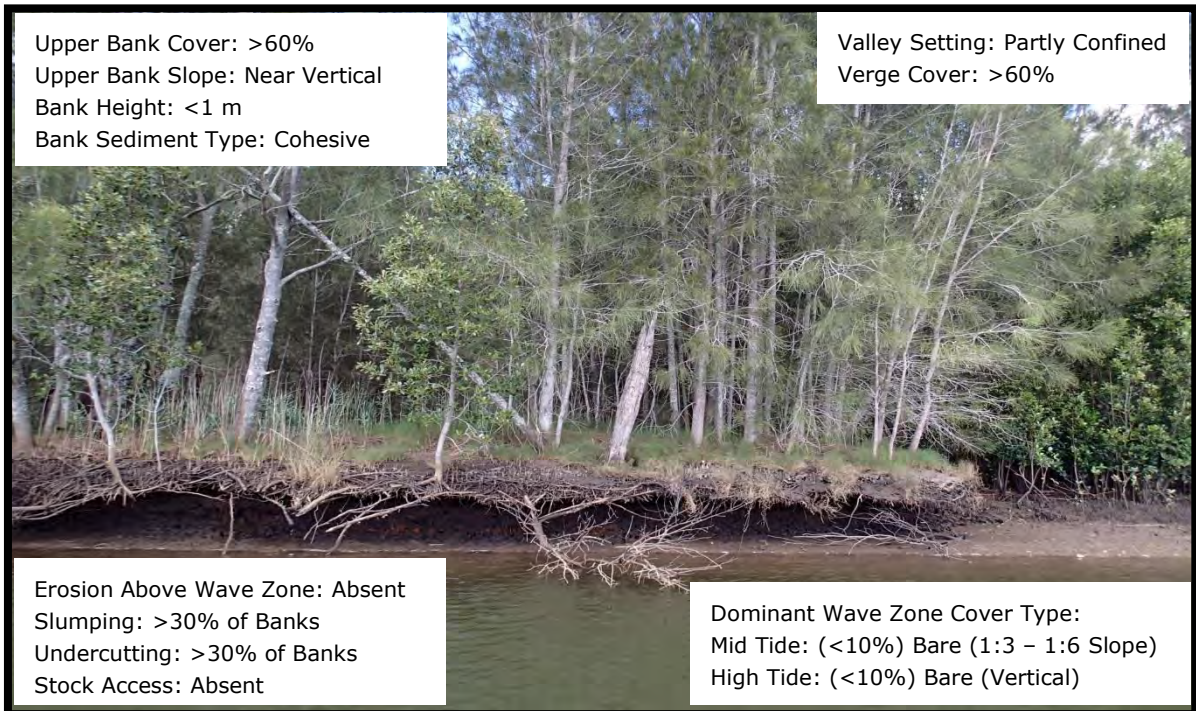 Upper Bank Cover: >60%
Upper Bank Slope: Near Vertical
Bank Height: <1 m
Bank Sediment Type: Cohesive
Valley Setting: Partly Confined
Verge Cover: >60%
Erosion Above Wave Zone: Absent
Slumping: >30% of Banks
Undercutting: >30% of Banks
Stock Access: Absent
Dominant Wave Zone Cover Type:
Mid Tide: (<10%) Bare (1:3 – 1:6 Slope)
High Tide: (<10%) Bare (Vertical)